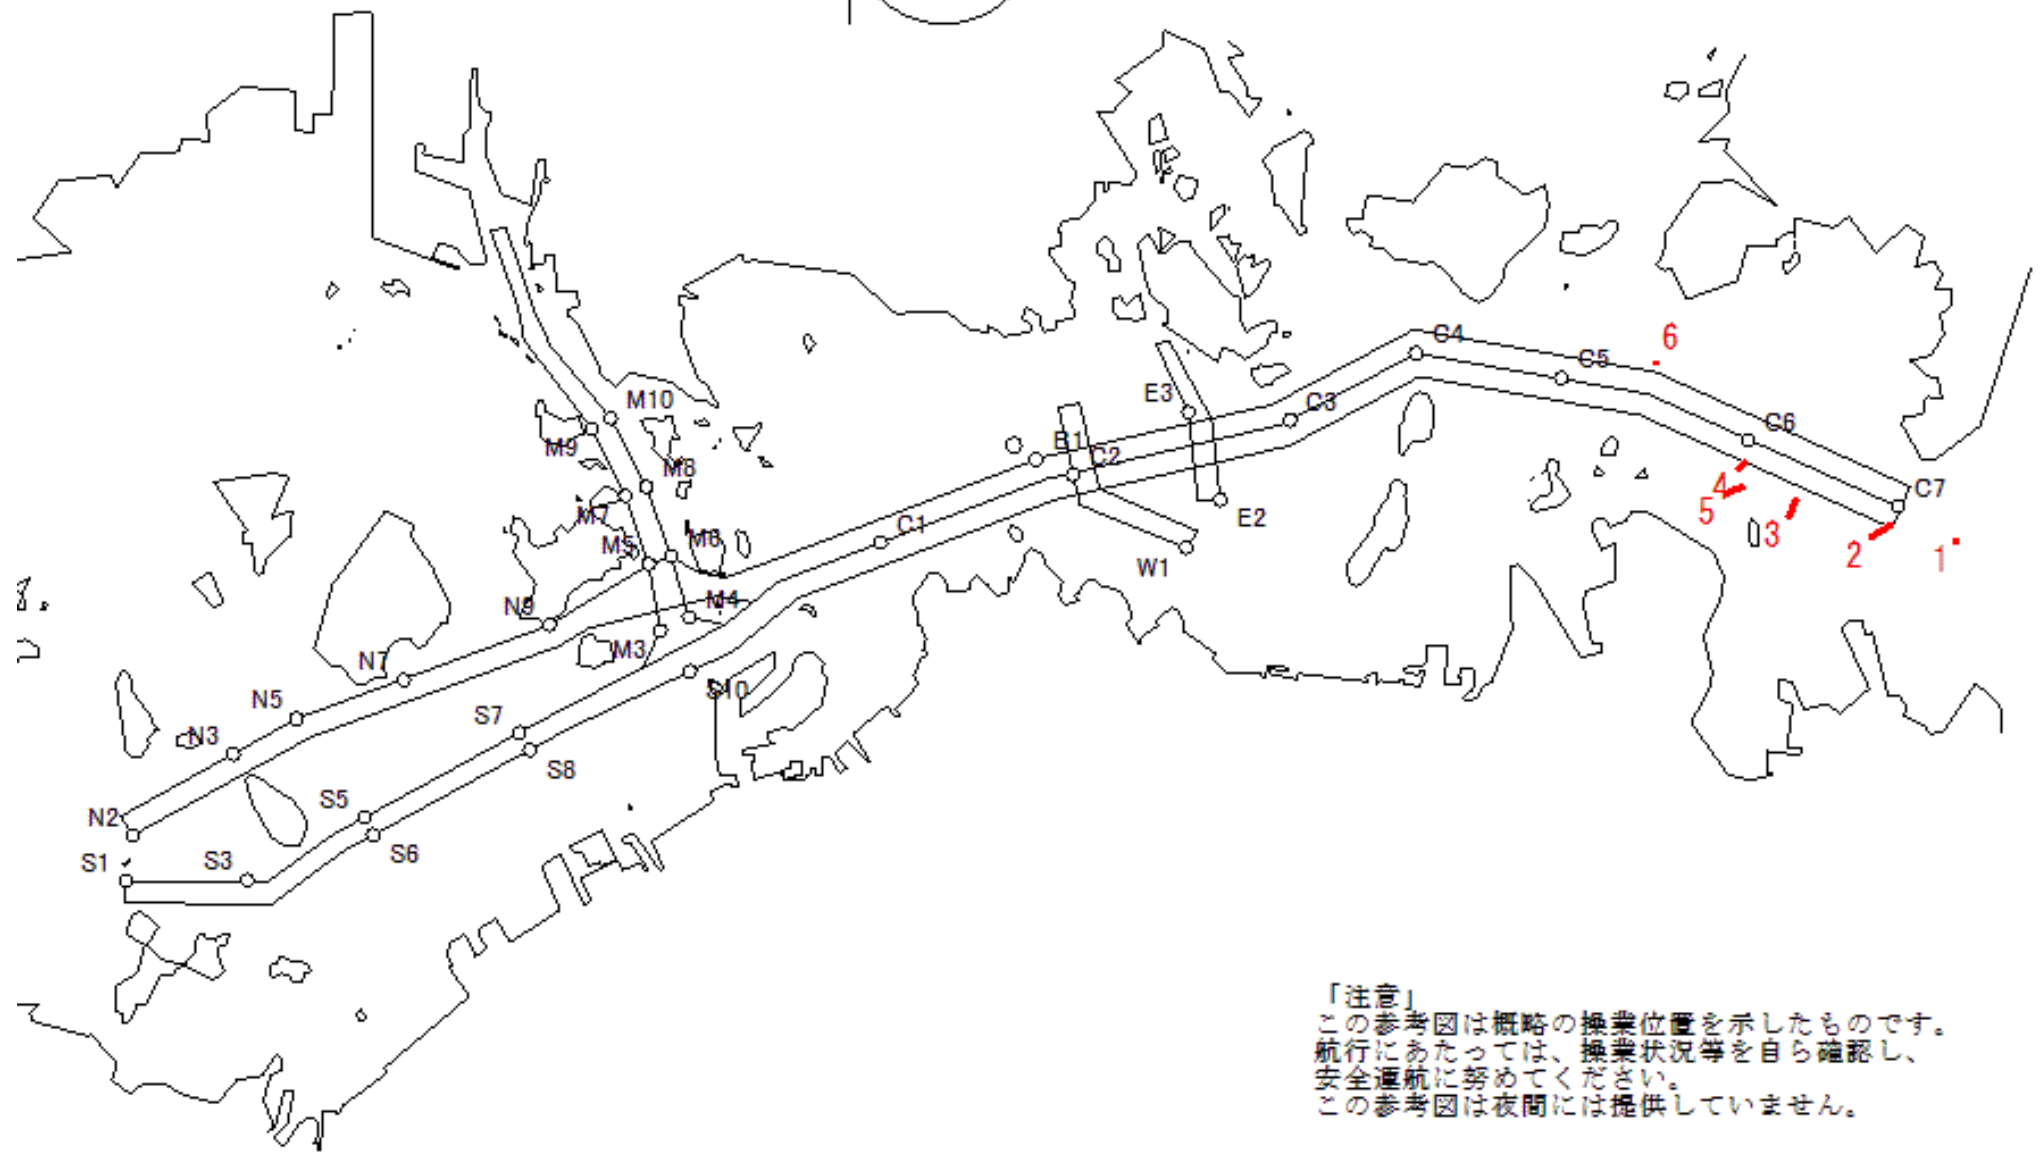 6
C4
C5
E3
C3
M10
C6
B1
M9
C2
M8
4
C7
5
E2
M7
C1
3
M6
M5
2
1
W1
N9
M4
M3
N7
S10
N5
S7
N3
S8
S5
N2
S6
S1
S3
「注意」
この参考図は概略の操業位置を示したものです。
航行にあたっては、操業状況等を自ら確認し、
安全運航に努めてください。
この参考図は夜間には提供していません。